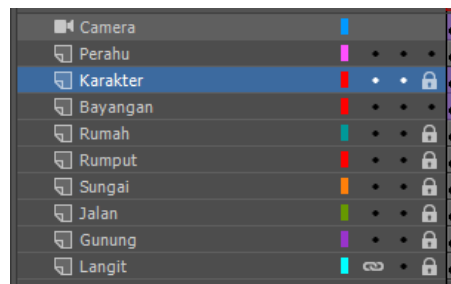 Camera
Perahu
Karakter
Bayangan
Rumah
Rumput
Sungai
Jalan
Gunung
Langit